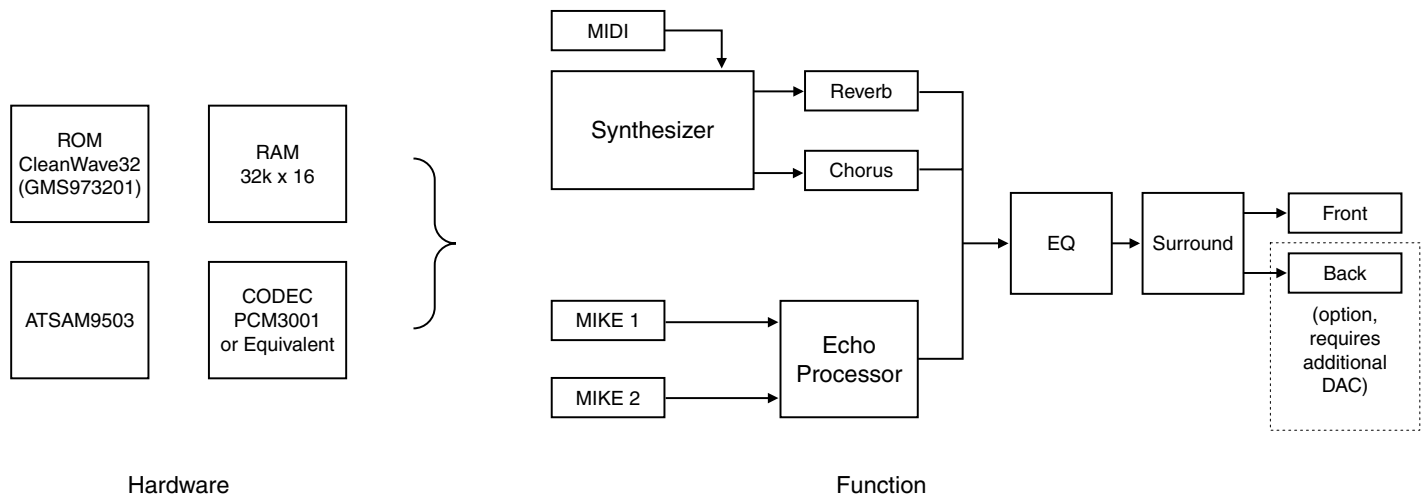 ROM
CleanWave32
(GMS973201)
RAM
32k x 16
ATSAM9503
CODEC
PCM3001
or Equivalent
Hardware
MIDI
Synthesizer
Reverb
Chorus
MIKE 1
MIKE 2
Echo
Processor
EQ
Surround
Front
Back
(option,
requires
additional
DAC)
Function